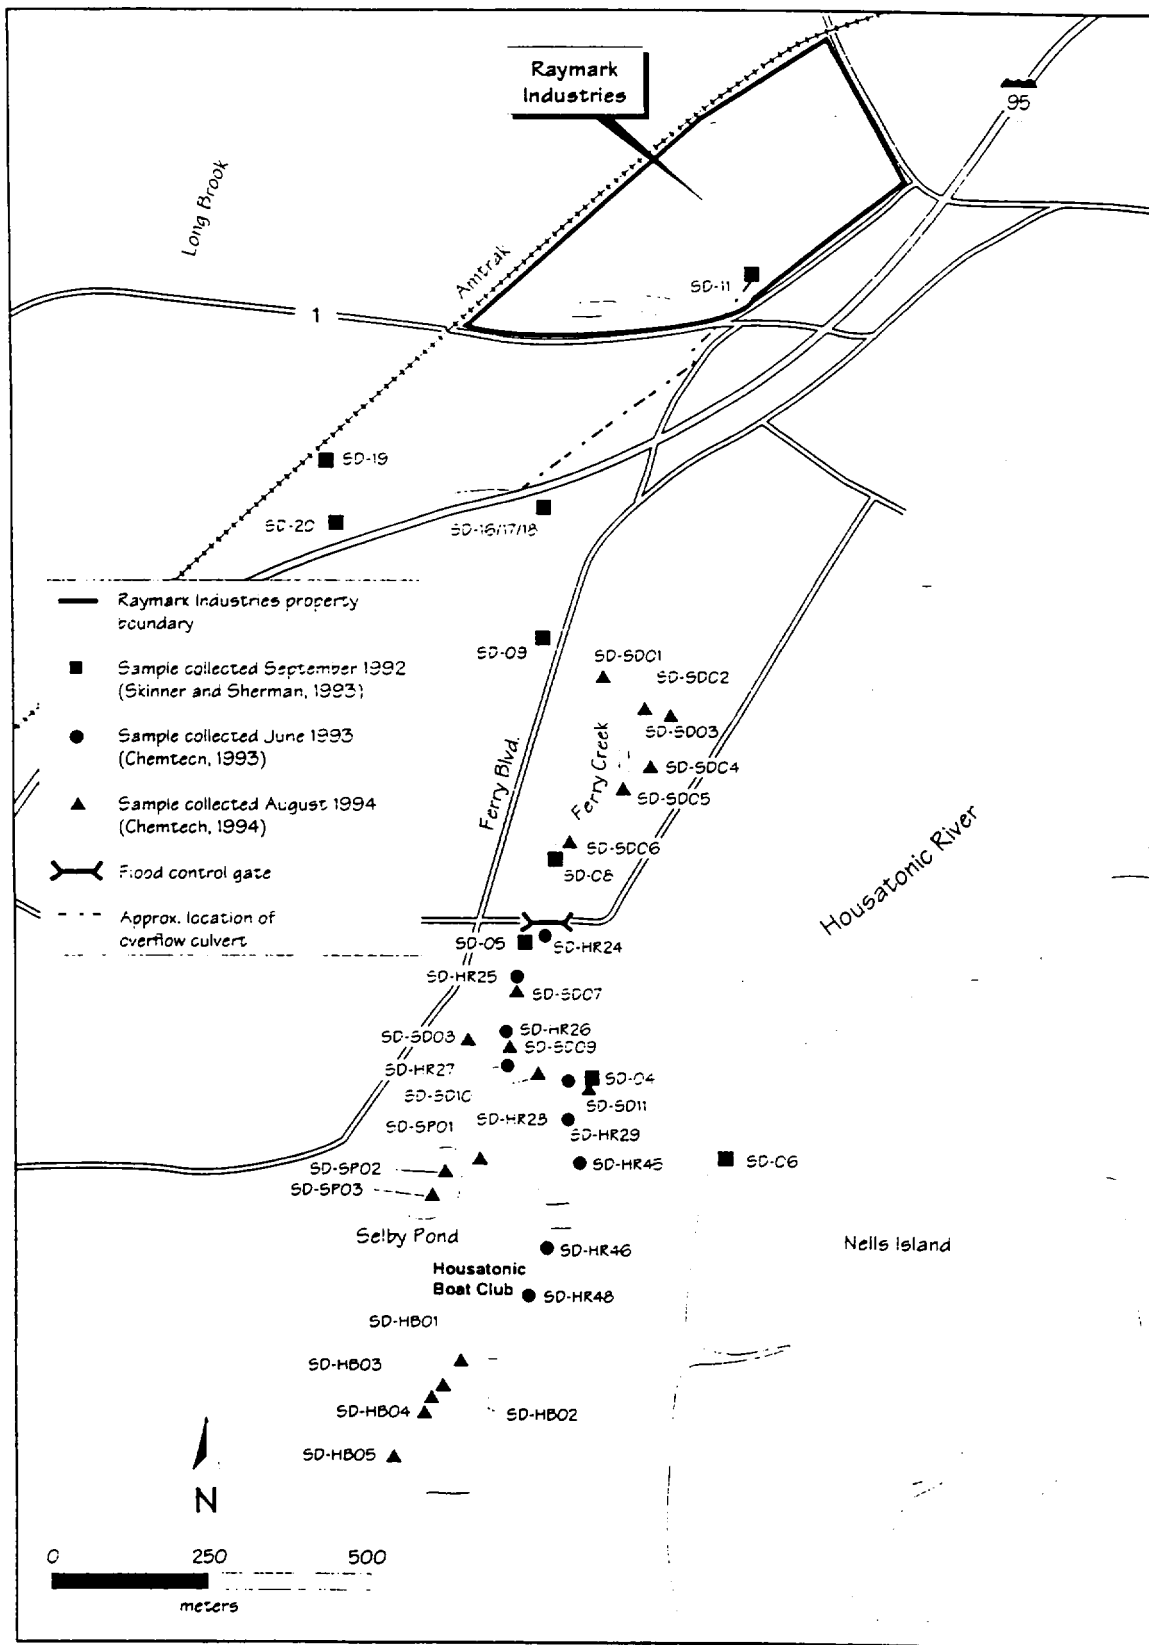 Raymark
Industries
95
Long Brook
Amtrak
SD-11
1
SD-19
SD-20
SD-16/17/18
Raymark Industries property
boundary
Sample collected September 1992
(Skinner and Sherman, 1993)
Sample collected June 1993
(Chemtech, 1993)
Sample collected August 1994
(Chemtech, 1994)
Flood control gate
Approx. location of
overflow culvert
SD-09
SD-SD01
SD-SD02
SD-SD03
SD-SD04
SD-SD05
Ferry Blvd.
Ferry Creek
SD-SD06
SD-08
Housatonic River
SD-05
SD-HR24
SD-HR25
SD-SD07
SD-HR26
SD-SD03
SD-SD09
SD-HR27
SD-04
SD-SD10
SD-SD11
SD-SP01
SD-HR28
SD-HR29
SD-SP02
SD-HR45
SD-06
SD-SP03
Selby Pond
SD-HR46
Nells Island
Housatonic
Boat Club
SD-HR48
SD-HB01
SD-HB03
SD-HB04
SD-HB02
SD-HB05
N
0 250 500
meters